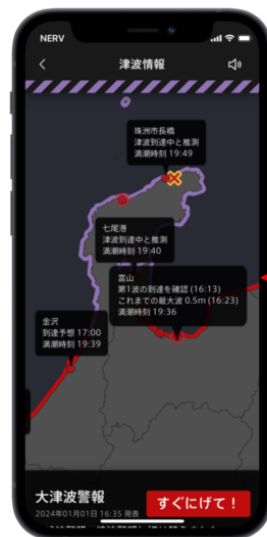 NERV
津波情報
珠洲市長橋
津波到達中と推測
満潮時刻 19:49
七尾港
津波到達中と推測
満潮時刻 19:40
富山
第1波の到達を確認 (16:13)
これまでの最大波 0.5m (16:23)
満潮時刻 19:36
金沢
到達予想 17:00
満潮時刻 19:39
大津波警報
2024年01月01日 16:35 発表
すぐにげて！